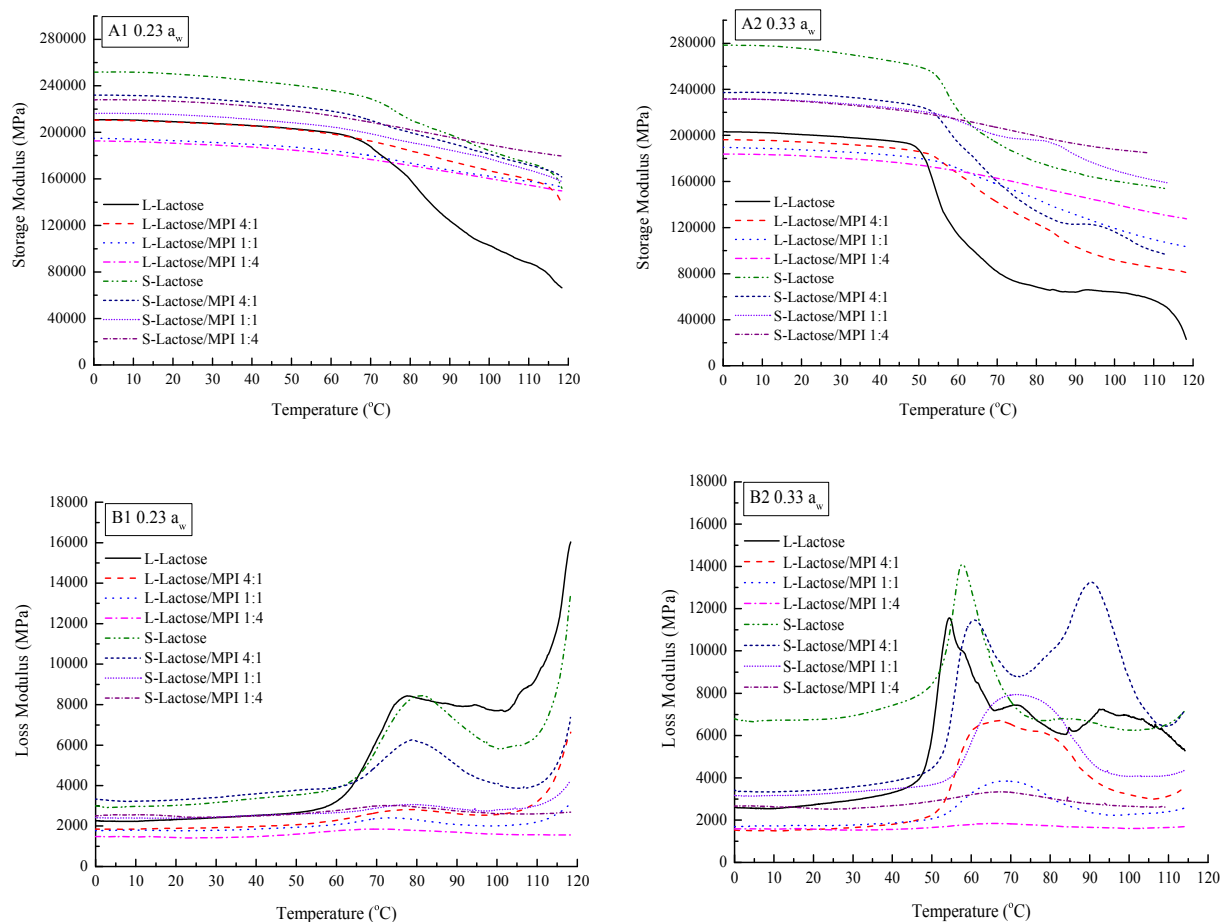 A1 0.23 a_w
280000
240000
200000
160000
120000
80000
40000
0
Storage Modulus (MPa)
L-Lactose
L-Lactose/MPI 4:1
L-Lactose/MPI 1:1
L-Lactose/MPI 1:4
S-Lactose
S-Lactose/MPI 4:1
S-Lactose/MPI 1:1
S-Lactose/MPI 1:4
0 10 20 30 40 50 60 70 80 90 100 110 120
Temperature (°C)
A2 0.33 a_w
280000
240000
200000
160000
120000
80000
40000
0
Storage Modulus (MPa)
L-Lactose
L-Lactose/MPI 4:1
L-Lactose/MPI 1:1
L-Lactose/MPI 1:4
S-Lactose
S-Lactose/MPI 4:1
S-Lactose/MPI 1:1
S-Lactose/MPI 1:4
0 10 20 30 40 50 60 70 80 90 100 110 120
Temperature (°C)
B1 0.23 a_w
18000
16000
14000
12000
10000
8000
6000
4000
2000
0
Loss Modulus (MPa)
L-Lactose
L-Lactose/MPI 4:1
L-Lactose/MPI 1:1
L-Lactose/MPI 1:4
S-Lactose
S-Lactose/MPI 4:1
S-Lactose/MPI 1:1
S-Lactose/MPI 1:4
0 10 20 30 40 50 60 70 80 90 100 110 120
Temperature (°C)
B2 0.33 a_w
18000
16000
14000
12000
10000
8000
6000
4000
2000
0
Loss Modulus (MPa)
L-Lactose
L-Lactose/MPI 4:1
L-Lactose/MPI 1:1
L-Lactose/MPI 1:4
S-Lactose
S-Lactose/MPI 4:1
S-Lactose/MPI 1:1
S-Lactose/MPI 1:4
0 10 20 30 40 50 60 70 80 90 100 110 120
Temperature (°C)